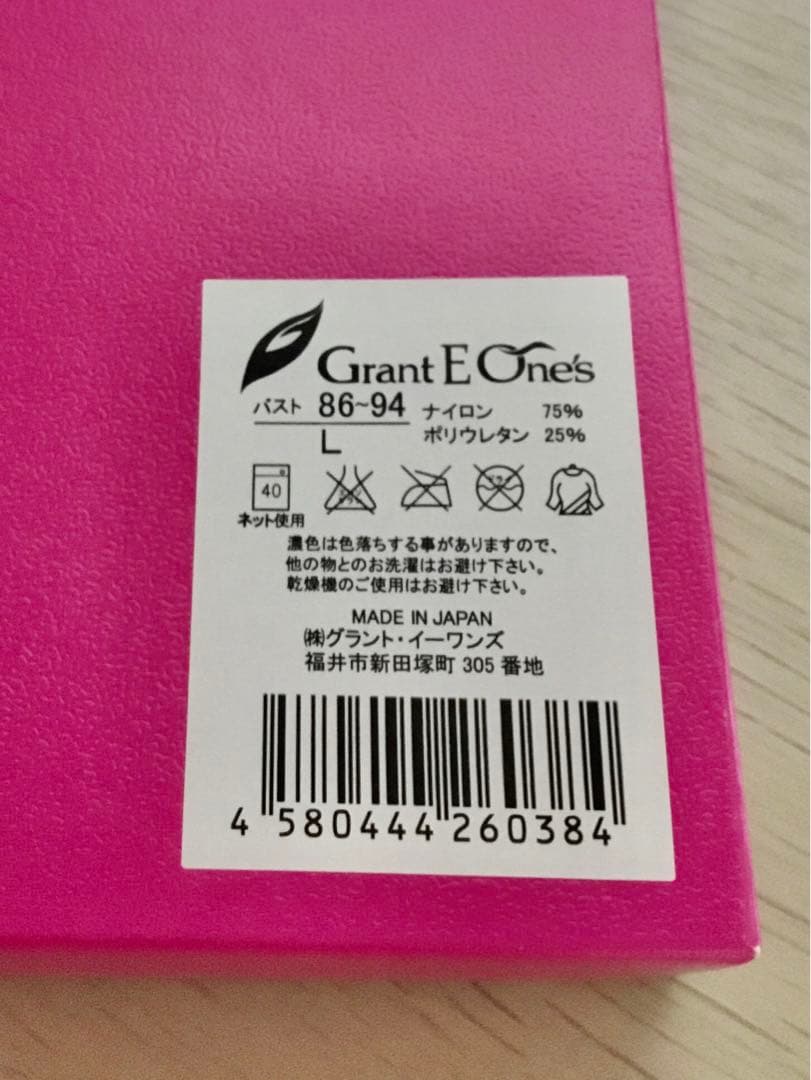 Grant E One's
バスト 86~94 ナイロン 75%
L ポリウレタン 25%
40
ネット使用
濃色は色落ちする事がありますので、
他の物とのお洗濯はお避け下さい。
乾燥機のご使用はお避け下さい。
MADE IN JAPAN
㈱グラント・イーワンズ
福井市新田塚町 305 番地
4 580444 260384